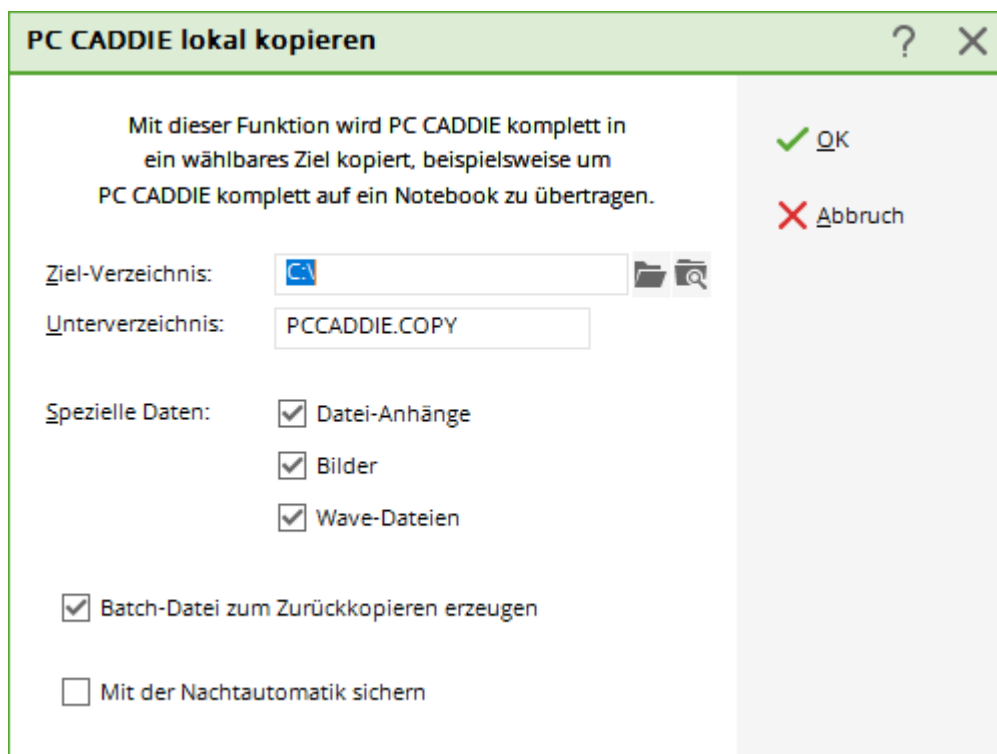 PC CADDIE lokal kopieren
Mit dieser Funktion wird PC CADDIE komplett in
ein wählbares Ziel kopiert, beispielsweise um
PC CADDIE komplett auf ein Notebook zu übertragen.
OK
Abbruch
Ziel-Verzeichnis: C:\
Unterverzeichnis: PCCADDIE.COPY
Spezielle Daten: Datei-Anhänge
Bilder
Wave-Dateien
Batch-Datei zum Zurückkopieren erzeugen
Mit der Nachtautomatik sichern